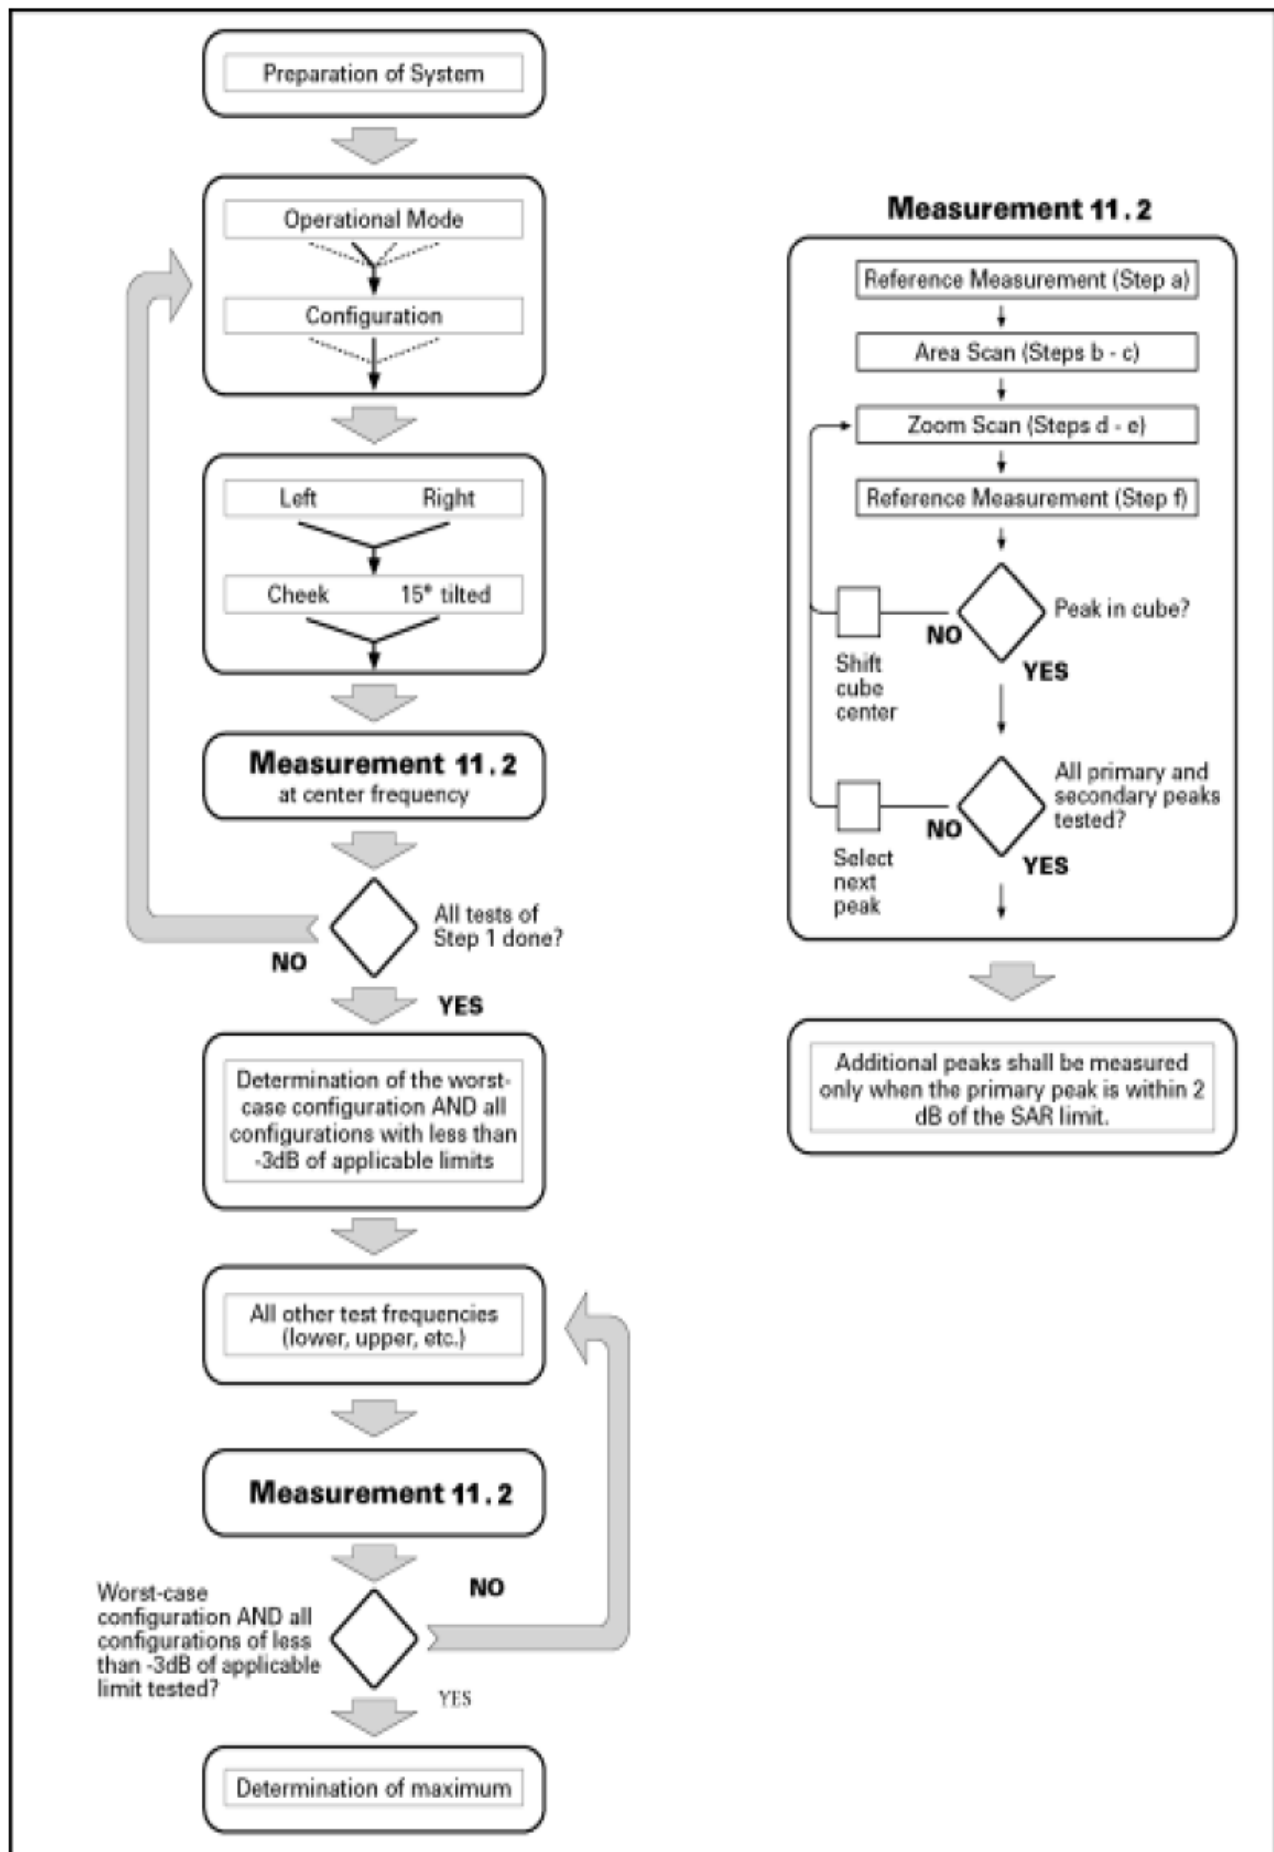 Preparation of System
Operational Mode
Configuration
Left Right
Cheek 15° tilted
Measurement 11.2
at center frequency
All tests of
Step 1 done?
NO
YES
Determination of the worst-
case configuration AND all
configurations with less than
-3dB of applicable limits
All other test frequencies
(lower, upper, etc.)
Measurement 11.2
NO
Worst-case
configuration AND all
configurations of less
than -3dB of applicable
limit tested?
YES
Determination of maximum
Measurement 11.2
Reference Measurement (Step a)
Area Scan (Steps b - c)
Zoom Scan (Steps d - e)
Reference Measurement (Step f)
Peak in cube?
NO
YES
Shift
cube
center
All primary and
secondary peaks
tested?
NO
YES
Select
next
peak
Additional peaks shall be measured
only when the primary peak is within 2
dB of the SAR limit.